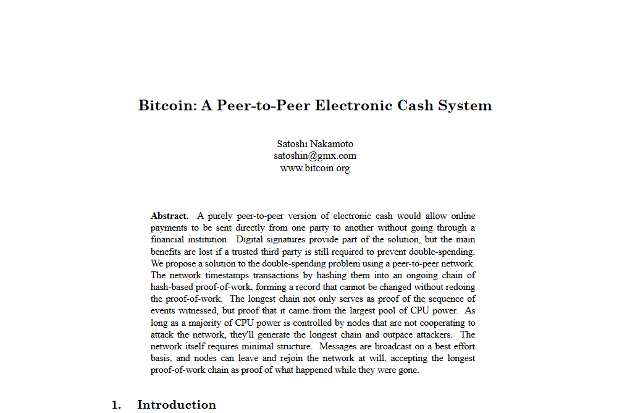 Bitcoin: A Peer-to-Peer Electronic Cash System
Satoshi Nakamoto
satoshin@gmx.com
www.bitcoin.org
Abstract. A purely peer-to-peer version of electronic cash would allow online
payments to be sent directly from one party to another without going through a
financial institution. Digital signatures provide part of the solution, but the main
benefits are lost if a trusted third party is still required to prevent double-spending.
We propose a solution to the double-spending problem using a peer-to-peer network.
The network timestamps transactions by hashing them into an ongoing chain of
hash-based proof-of-work, forming a record that cannot be changed without redoing
the proof-of-work. The longest chain not only serves as proof of the sequence of
events witnessed, but proof that it came from the largest pool of CPU power. As
long as a majority of CPU power is controlled by nodes that are not cooperating to
attack the network, they'll generate the longest chain and outpace attackers. The
network itself requires minimal structure. Messages are broadcast on a best effort
basis, and nodes can leave and rejoin the network at will, accepting the longest
proof-of-work chain as proof of what happened while they were gone.
1. Introduction